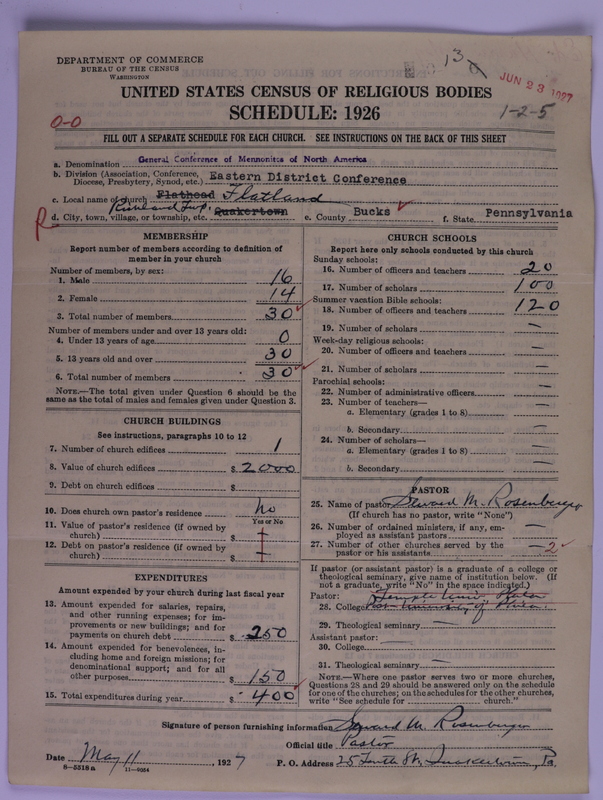 DEPARTMENT OF COMMERCE
BUREAU OF THE CENSUS
WASHINGTON
13
JUN 23 1927
UNITED STATES CENSUS OF RELIGIOUS BODIES
SCHEDULE: 1926
1-2-5
0-0
FILL OUT A SEPARATE SCHEDULE FOR EACH CHURCH. SEE INSTRUCTIONS ON THE BACK OF THIS SHEET
a. Denomination General Conference of Mennonites of North America
b. Division (Association, Conference, Diocese, Presbytery, Synod, etc.) Eastern District Conference
c. Local name of church Flathead Flatland
R
d. City, town, village, or township, etc. Quakertown Richland Twp. e. County Bucks f. State Pennsylvania
MEMBERSHIP
Report number of members according to definition of
member in your church
Number of members, by sex:
1. Male 16
2. Female 14
3. Total number of members 30
Number of members under and over 13 years old:
4. Under 13 years of age 0
5. 13 years old and over 30
6. Total number of members 30
NOTE.—The total given under Question 6 should be
same as the total of males and females given under Question 3.
CHURCH BUILDINGS
See instructions, paragraphs 10 to 12
7. Number of church edifices 1
8. Value of church edifices $ 2000
9. Debt on church edifices $
10. Does church own pastor's residence? no
Yes or No
11. Value of pastor's residence (if owned by
church) $
12. Debt on pastor's residence (if owned by
church) $
EXPENDITURES
Amount expended by your church during last fiscal year
13. Amount expended for salaries, repairs,
and other running expenses; for im-
provements or new buildings; and for
payments on church debt $ 250
14. Amount expended for benevolences, in-
cluding home and foreign missions; for
denominational support; and for all
other purposes $ 150
15. Total expenditures during year $ 400
CHURCH SCHOOLS
Report here only schools conducted by this church
Sunday schools:
16. Number of officers and teachers 20
17. Number of scholars 100
Summer vacation Bible schools: 120
18. Number of officers and teachers
19. Number of scholars —
Week-day religious schools:
20. Number of officers and teachers —
21. Number of scholars —
Parochial schools:
22. Number of administrative officers —
23. Number of teachers—
a. Elementary (grades 1 to 8) —
b. Secondary —
24. Number of scholars—
a. Elementary (grades 1 to 8) —
b. Secondary —
PASTOR
25. Name of pastor Seward M. Rosenberger
(If church has no pastor, write "None")
26. Number of ordained ministers, if any, em-
ployed as assistant pastors —
27. Number of other churches served by the
pastor or his assistants 2
If pastor (or assistant pastor) is a graduate of a college or
theological seminary, give name of institution below. (If
not a graduate, write "No" in the space indicated.)
Pastor: Temple Univ. Phila
28. College
29. Theological seminary —
Assistant pastor:
30. College
31. Theological seminary —
NOTE.—Where one pastor serves two or more churches,
Questions 28 and 29 should be answered only on the schedule
for one of the churches; on the schedules for the other churches,
write "See schedule for church."
Signature of person furnishing information Seward M. Rosenberger
Official title Pastor
Date May 11, 1927
P. O. Address 25 Tenth St, Quakertown, Pa.
8—5518a 11—9054